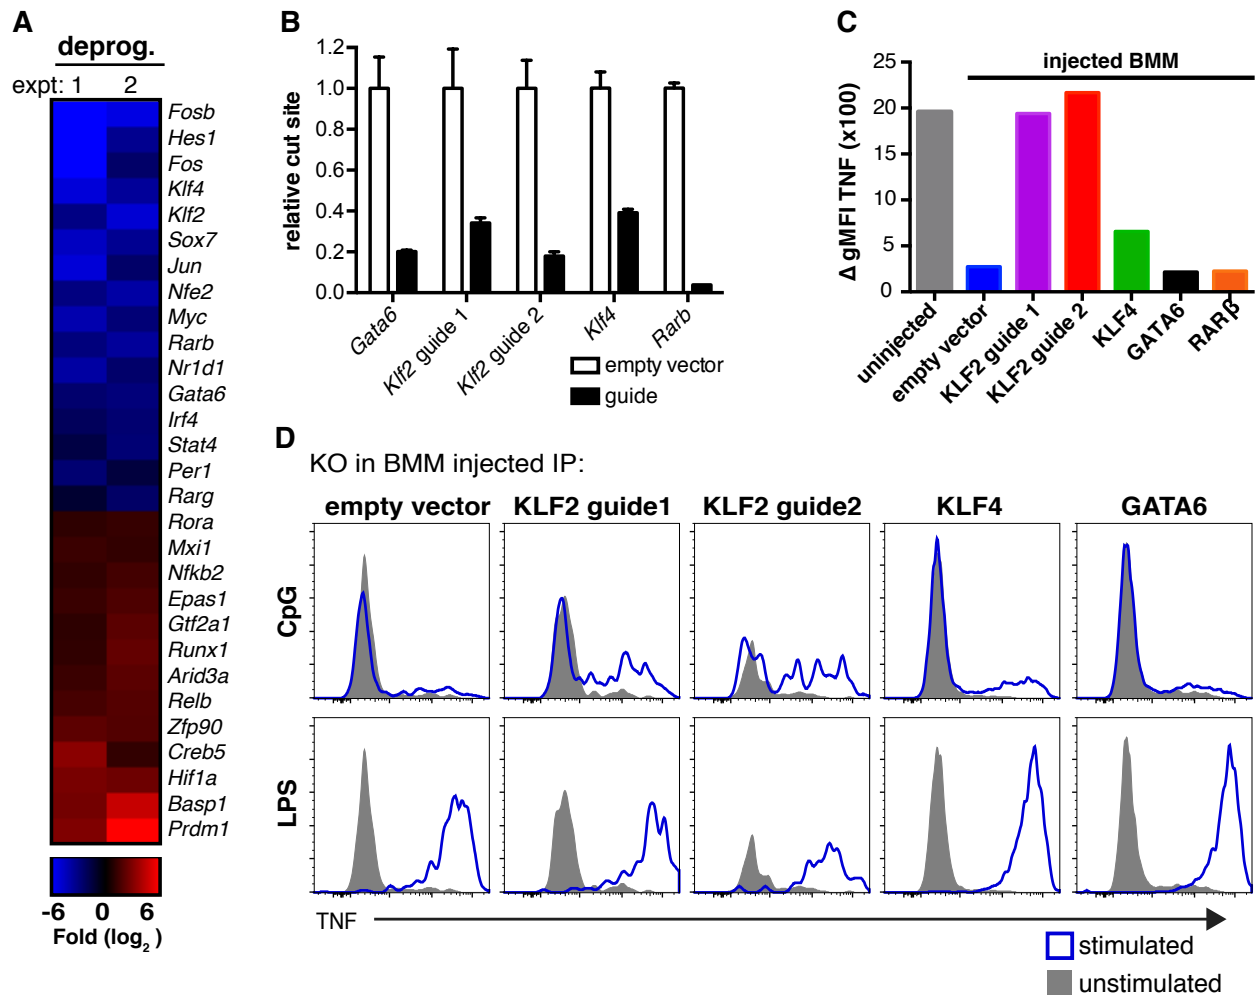 A
deprog.
expt: 1 2
Fosb
Hes1
Fos
Klf4
Klf2
Sox7
Jun
Nfe2
Myc
Rarb
Nr1d1
Gata6
Irf4
Stat4
Per1
Rarg
Rora
Mxi1
Nfkb2
Epas1
Gtf2a1
Runx1
Arid3a
Relb
Zfp90
Creb5
Hif1a
Basp1
Prdm1
-6 0 6
Fold (log2 )
B
relative cut site
1.2
1.0
0.8
0.6
0.4
0.2
0.0
Gata6
Klf2 guide 1
Klf2 guide 2
Klf4
Rarb
empty vector
guide
C
injected BMM
Δ gMFI TNF (x100)
25
20
15
10
5
0
uninjected
empty vector
KLF2 guide 1
KLF2 guide 2
KLF4
GATA6
RARβ
D
KO in BMM injected IP:
empty vector KLF2 guide1 KLF2 guide2 KLF4 GATA6
CpG
LPS
TNF
stimulated
unstimulated